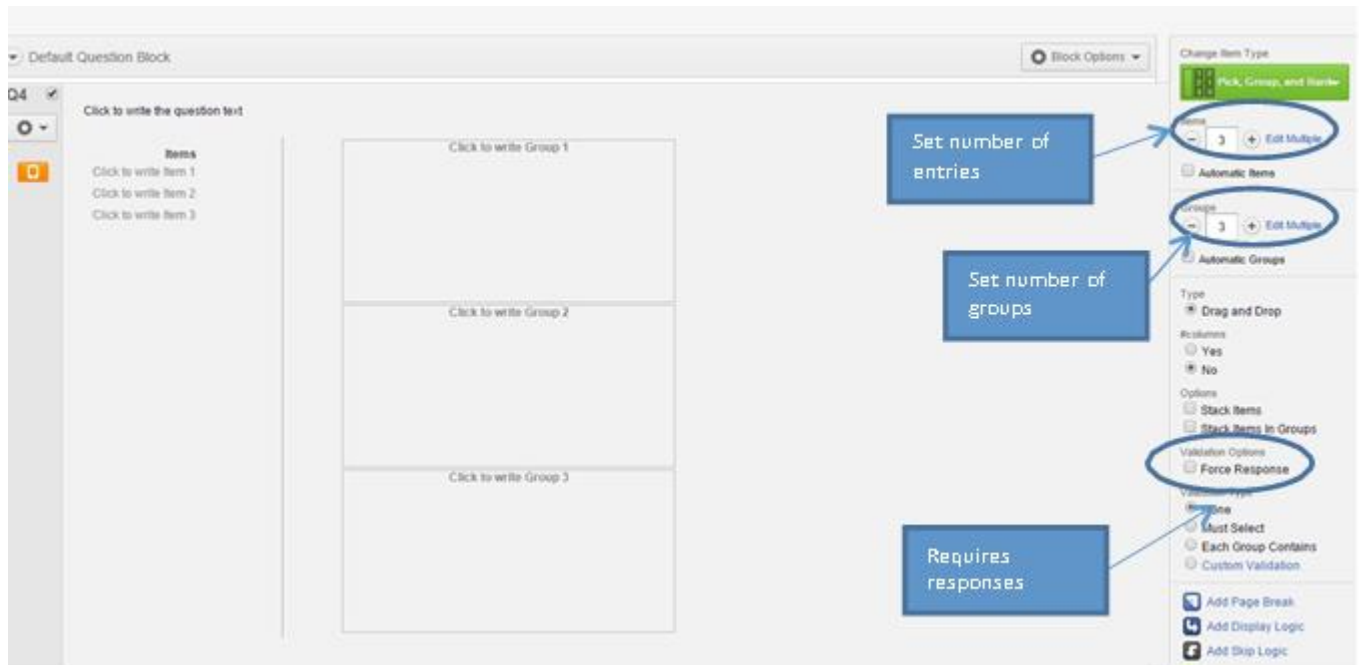 Default Question Block
Block Options
Q4
Click to write the question text
Items
Click to write Item 1
Click to write Item 2
Click to write Item 3
Click to write Group 1
Click to write Group 2
Click to write Group 3
Set number of
entries
Set number of
groups
Requires
responses
Change Item Type
Pick, Group, and Rank
Items
3 Edit Multiple
Automatic Items
Groups
3 Edit Multiple
Automatic Groups
Type
Drag and Drop
Yes
No
Options
Stack Items
Stack Items in Groups
Validation Options
Force Response
Validation Type
None
Must Select
Each Group Contains
Custom Validation
Add Page Break
Add Display Logic
Add Skip Logic